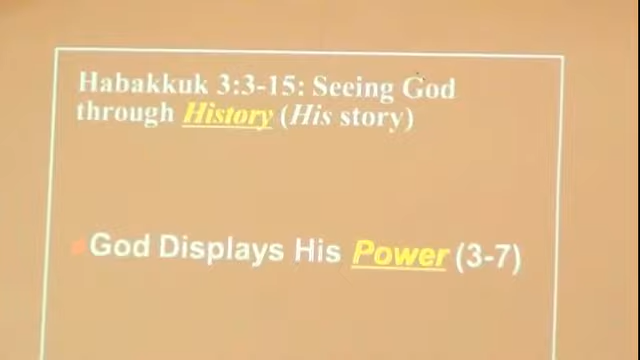 Habakkuk 3:3-15: Seeing God
through History (His story)
God Displays His Power (3-7)